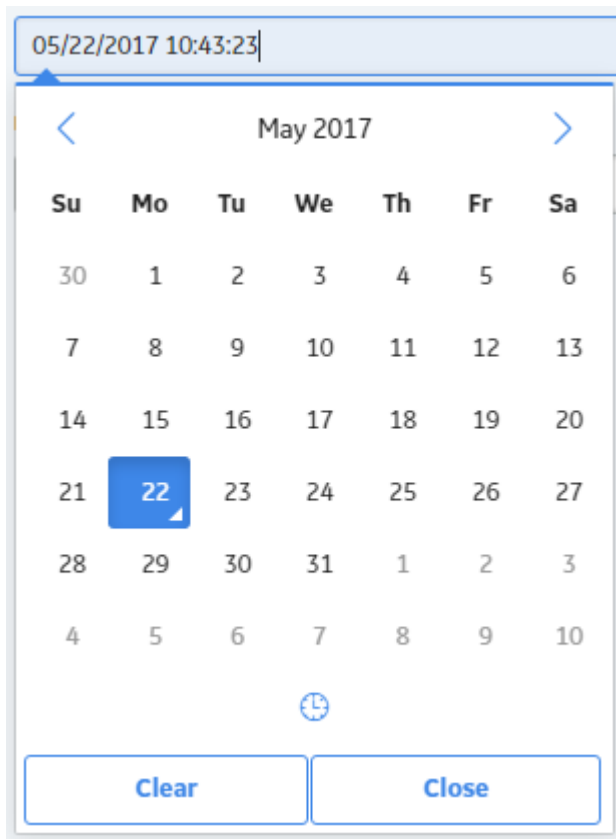 05/22/2017 10:43:23
May 2017
Su Mo Tu We Th Fr Sa
30 1 2 3 4 5 6
7 8 9 10 11 12 13
14 15 16 17 18 19 20
21 22 23 24 25 26 27
28 29 30 31 1 2 3
4 5 6 7 8 9 10
Clear Close